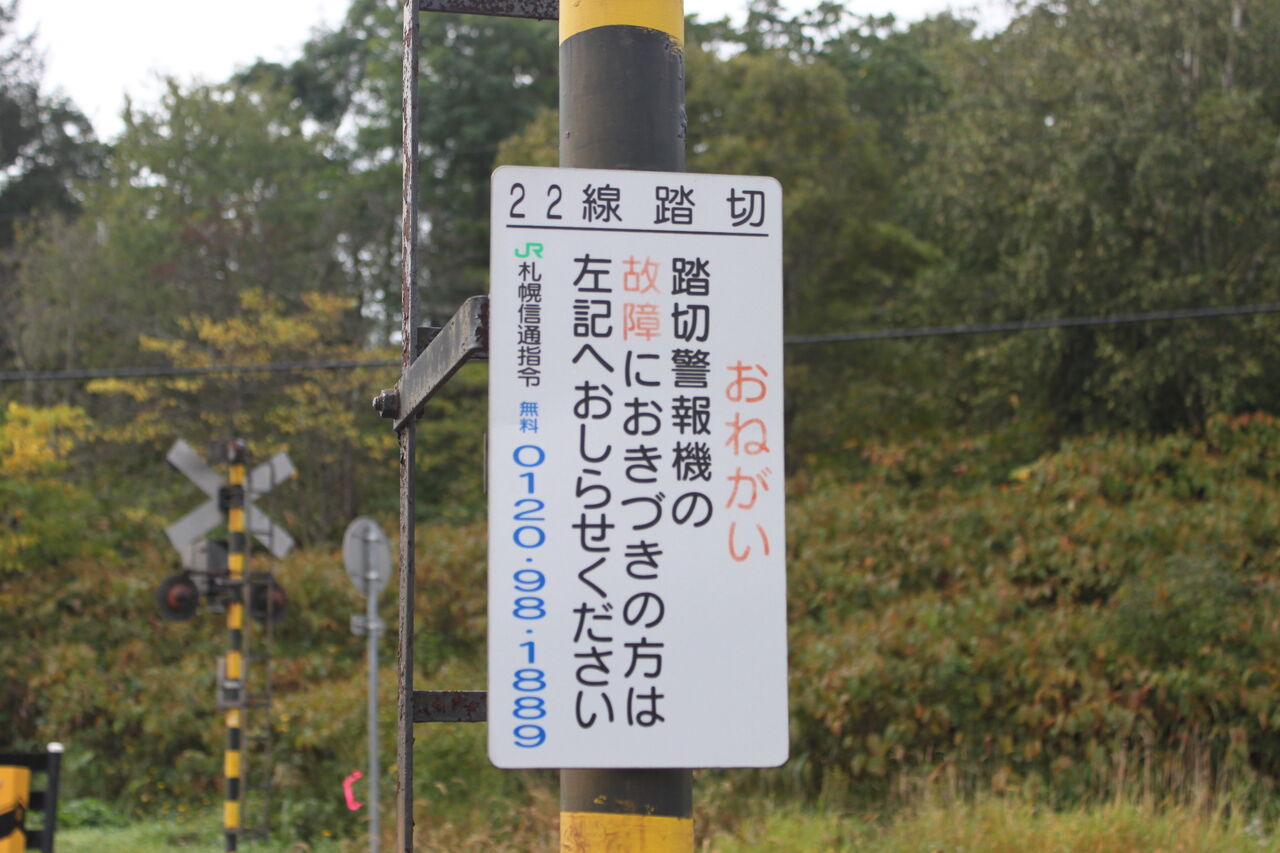 22線踏切
おねがい
踏切警報機の
故障におきづきの方は
左記へおしらせください
JR札幌信通指令 無料 0120・98・1889